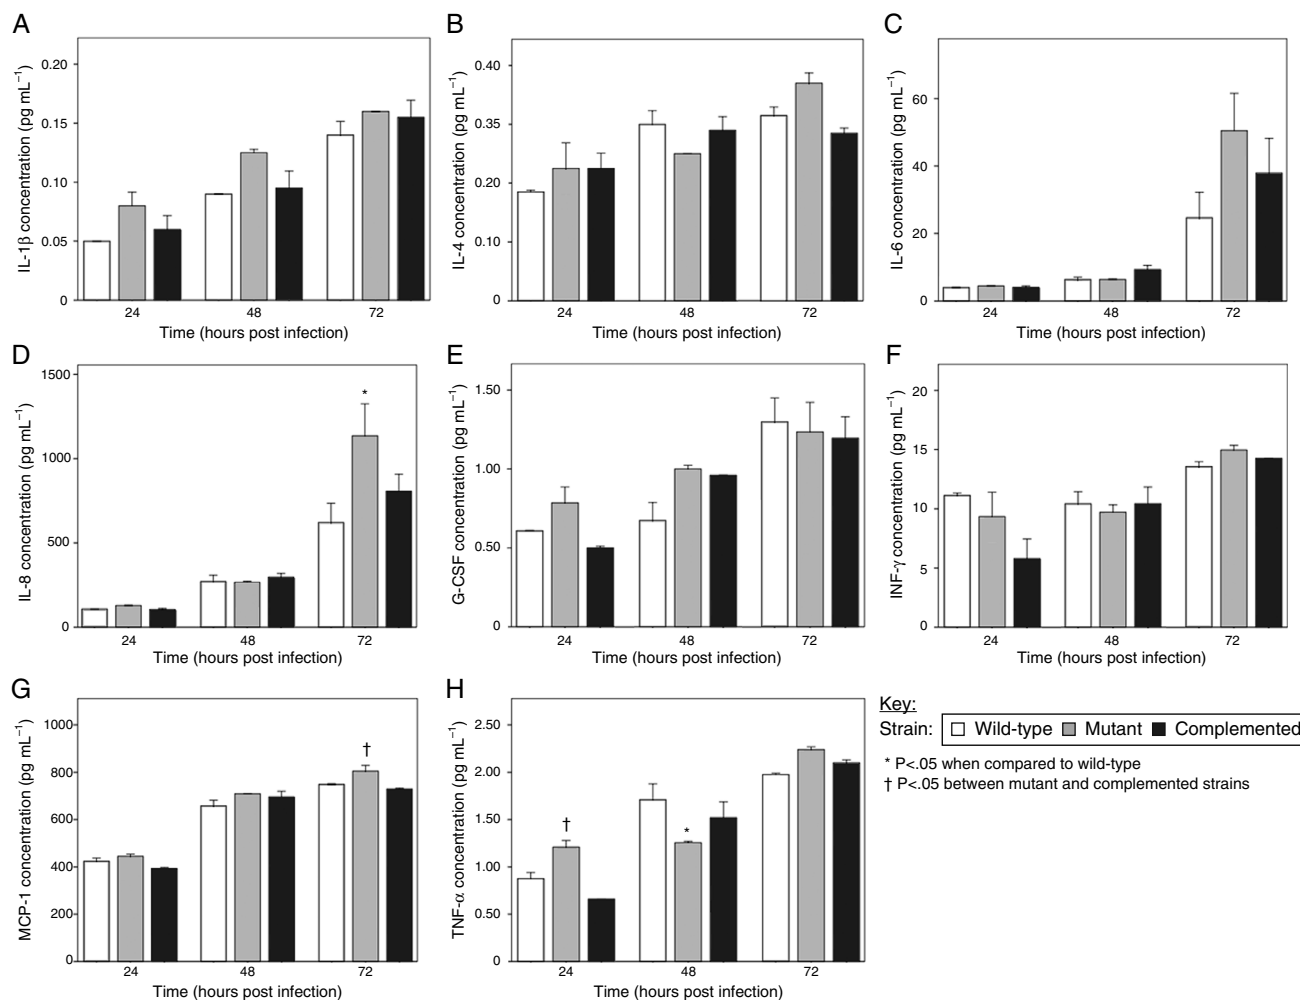 A
IL-1β concentration (pg mL⁻¹)
0.20
0.15
0.10
0.05
0
24 48 72
Time (hours post infection)
B
IL-4 concentration (pg mL⁻¹)
0.40
0.35
0.20
0.10
0
24 48 72
Time (hours post infection)
C
IL-6 concentration (pg mL⁻¹)
60
40
20
0
24 48 72
Time (hours post infection)
D
IL-8 concentration (pg mL⁻¹)
1500
1000
500
0
*
24 48 72
Time (hours post infection)
E
G-CSF concentration (pg mL⁻¹)
1.50
1.00
0.50
0
24 48 72
Time (hours post infection)
F
INF-γ concentration (pg mL⁻¹)
20
15
10
5
0
24 48 72
Time (hours post infection)
G
MCP-1 concentration (pg mL⁻¹)
1000
800
600
400
200
0
†
24 48 72
Time (hours post infection)
H
TNF-α concentration (pg mL⁻¹)
2.50
2.00
1.50
1.00
0.50
0
† *
24 48 72
Time (hours post infection)
Key:
Strain: Wild-type Mutant Complemented
* P<.05 when compared to wild-type
† P<.05 between mutant and complemented strains